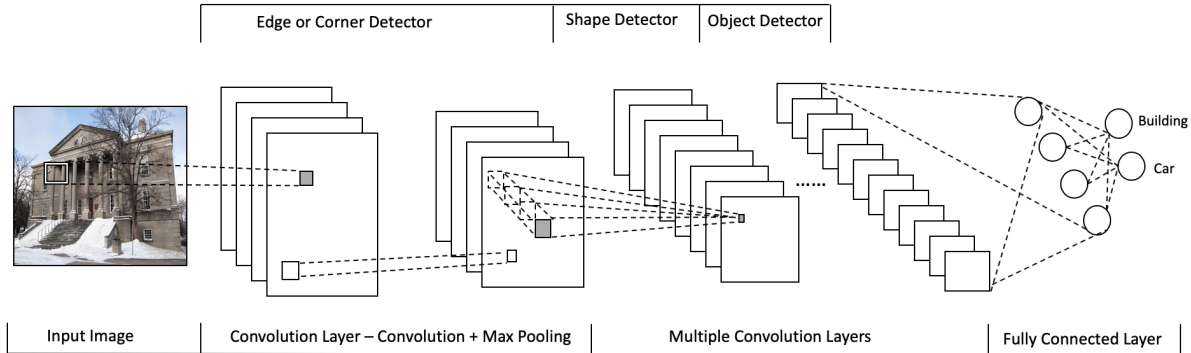 Edge or Corner Detector
Shape Detector
Object Detector
Building
Car
......
Input Image
Convolution Layer – Convolution + Max Pooling
Multiple Convolution Layers
Fully Connected Layer